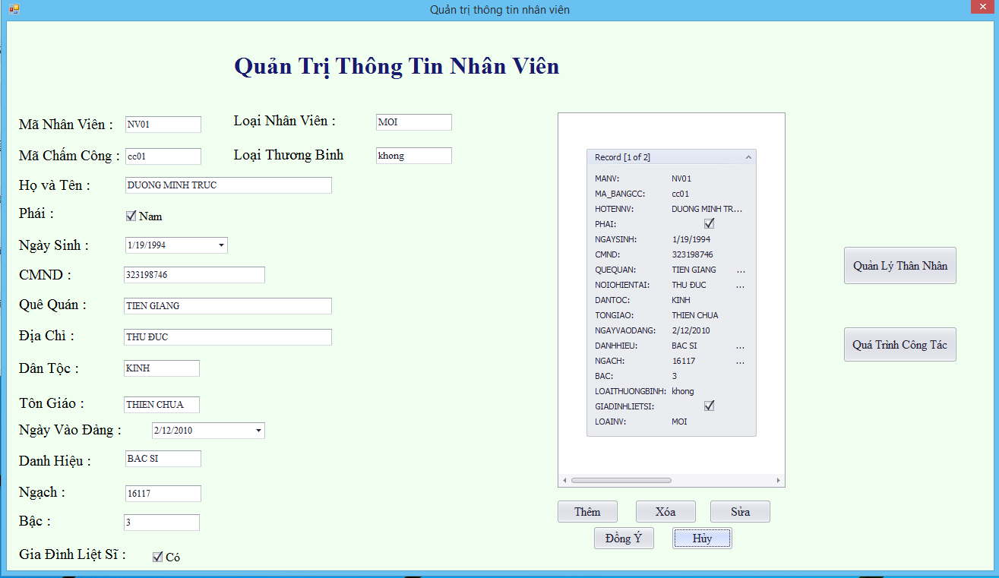 Quản trị thông tin nhân viên
Quản Trị Thông Tin Nhân Viên
Mã Nhân Viên : NV01 Loại Nhân Viên : MOI
Mã Chấm Công : cc01 Loại Thương Binh khong
Họ và Tên : DUONG MINH TRUC
Phái : Nam
Ngày Sinh : 1/19/1994
CMND : 323198746
Quê Quán : TIEN GIANG
Địa Chỉ : THU ĐUC
Dân Tộc : KINH
Tôn Giáo : THIEN CHUA
Ngày Vào Đảng : 2/12/2010
Danh Hiệu : BAC SI
Ngạch : 16117
Bậc : 3
Gia Đình Liệt Sĩ : Có
Record [1 of 2]
MANV: NV01
MA_BANGCC: cc01
HOTENNV: DUONG MINH TR...
PHAI:
NGAYSINH: 1/19/1994
CMND: 323198746
QUEQUAN: TIEN GIANG ...
NOIOHIENTAI: THU ĐUC ...
DANTOC: KINH
TONGIAO: THIEN CHUA
NGAYVAODANG: 2/12/2010
DANHHIEU: BAC SI ...
NGACH: 16117 ...
BAC: 3
LOAITHUONGBINH: khong
GIADINHLIETSI:
LOAINV: MOI
Thêm Xóa Sửa
Đồng Ý Hủy
Quản Lý Thân Nhân
Quá Trình Công Tác